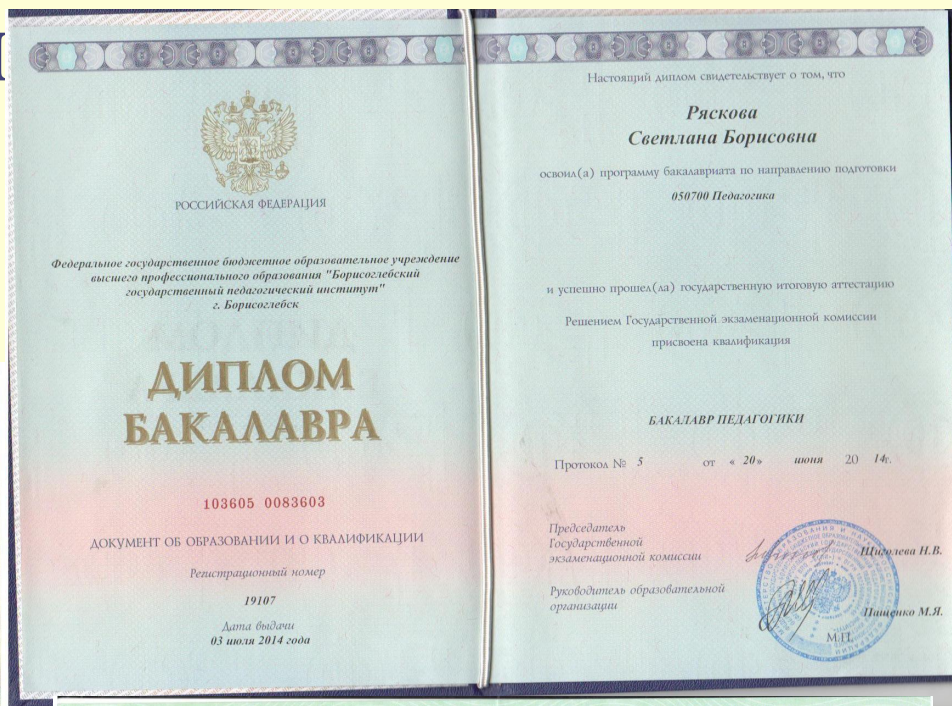 РОССИЙСКАЯ ФЕДЕРАЦИЯ
Федеральное государственное бюджетное образовательное учреждение
высшего профессионального образования "Борисоглебский
государственный педагогический институт"
г. Борисоглебск
ДИПЛОМ
БАКАЛАВРА
103605 0083603
ДОКУМЕНТ ОБ ОБРАЗОВАНИИ И О КВАЛИФИКАЦИИ
Регистрационный номер
19107
Дата выдачи
03 июля 2014 года
Настоящий диплом свидетельствует о том, что
Ряскова
Светлана Борисовна
освоил(а) программу бакалавриата по направлению подготовки
050700 Педагогика
и успешно прошел(ла) государственную итоговую аттестацию
Решением Государственной экзаменационной комиссии
присвоена квалификация
БАКАЛАВР ПЕДАГОГИКИ
Протокол № 5 от « 20» июня 20 14г.
Председатель
Государственной
экзаменационной комиссии
Щиголева Н.В.
Руководитель образовательной
организации
Пащенко М.Я.
М.П.